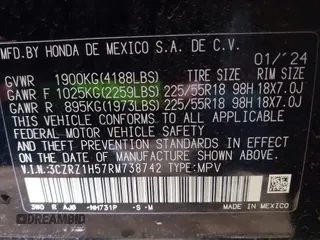 MFD.BY HONDA DE MEXICO S.A. DE C.V.
01/'24
GVWR 1900KG(4188LBS) TIRE SIZE RIM SIZE
GAWR F 1025KG(2259LBS) 225/55R18 98H 18X7.0J
GAWR R 895KG(1973LBS) 225/55R18 98H 18X7.0J
THIS VEHICLE CONFORMS TO ALL APPLICABLE FEDERAL MOTOR VEHICLE SAFETY AND THEFT PREVENTION STANDARDS IN EFFECT ON THE DATE OF MANUFACTURE SHOWN ABOVE.
V.I.N:3CZRZ1H57RM738742 TYPE:MPV
3W0 R AJ6 -NH731P -S -M
DREAMBID